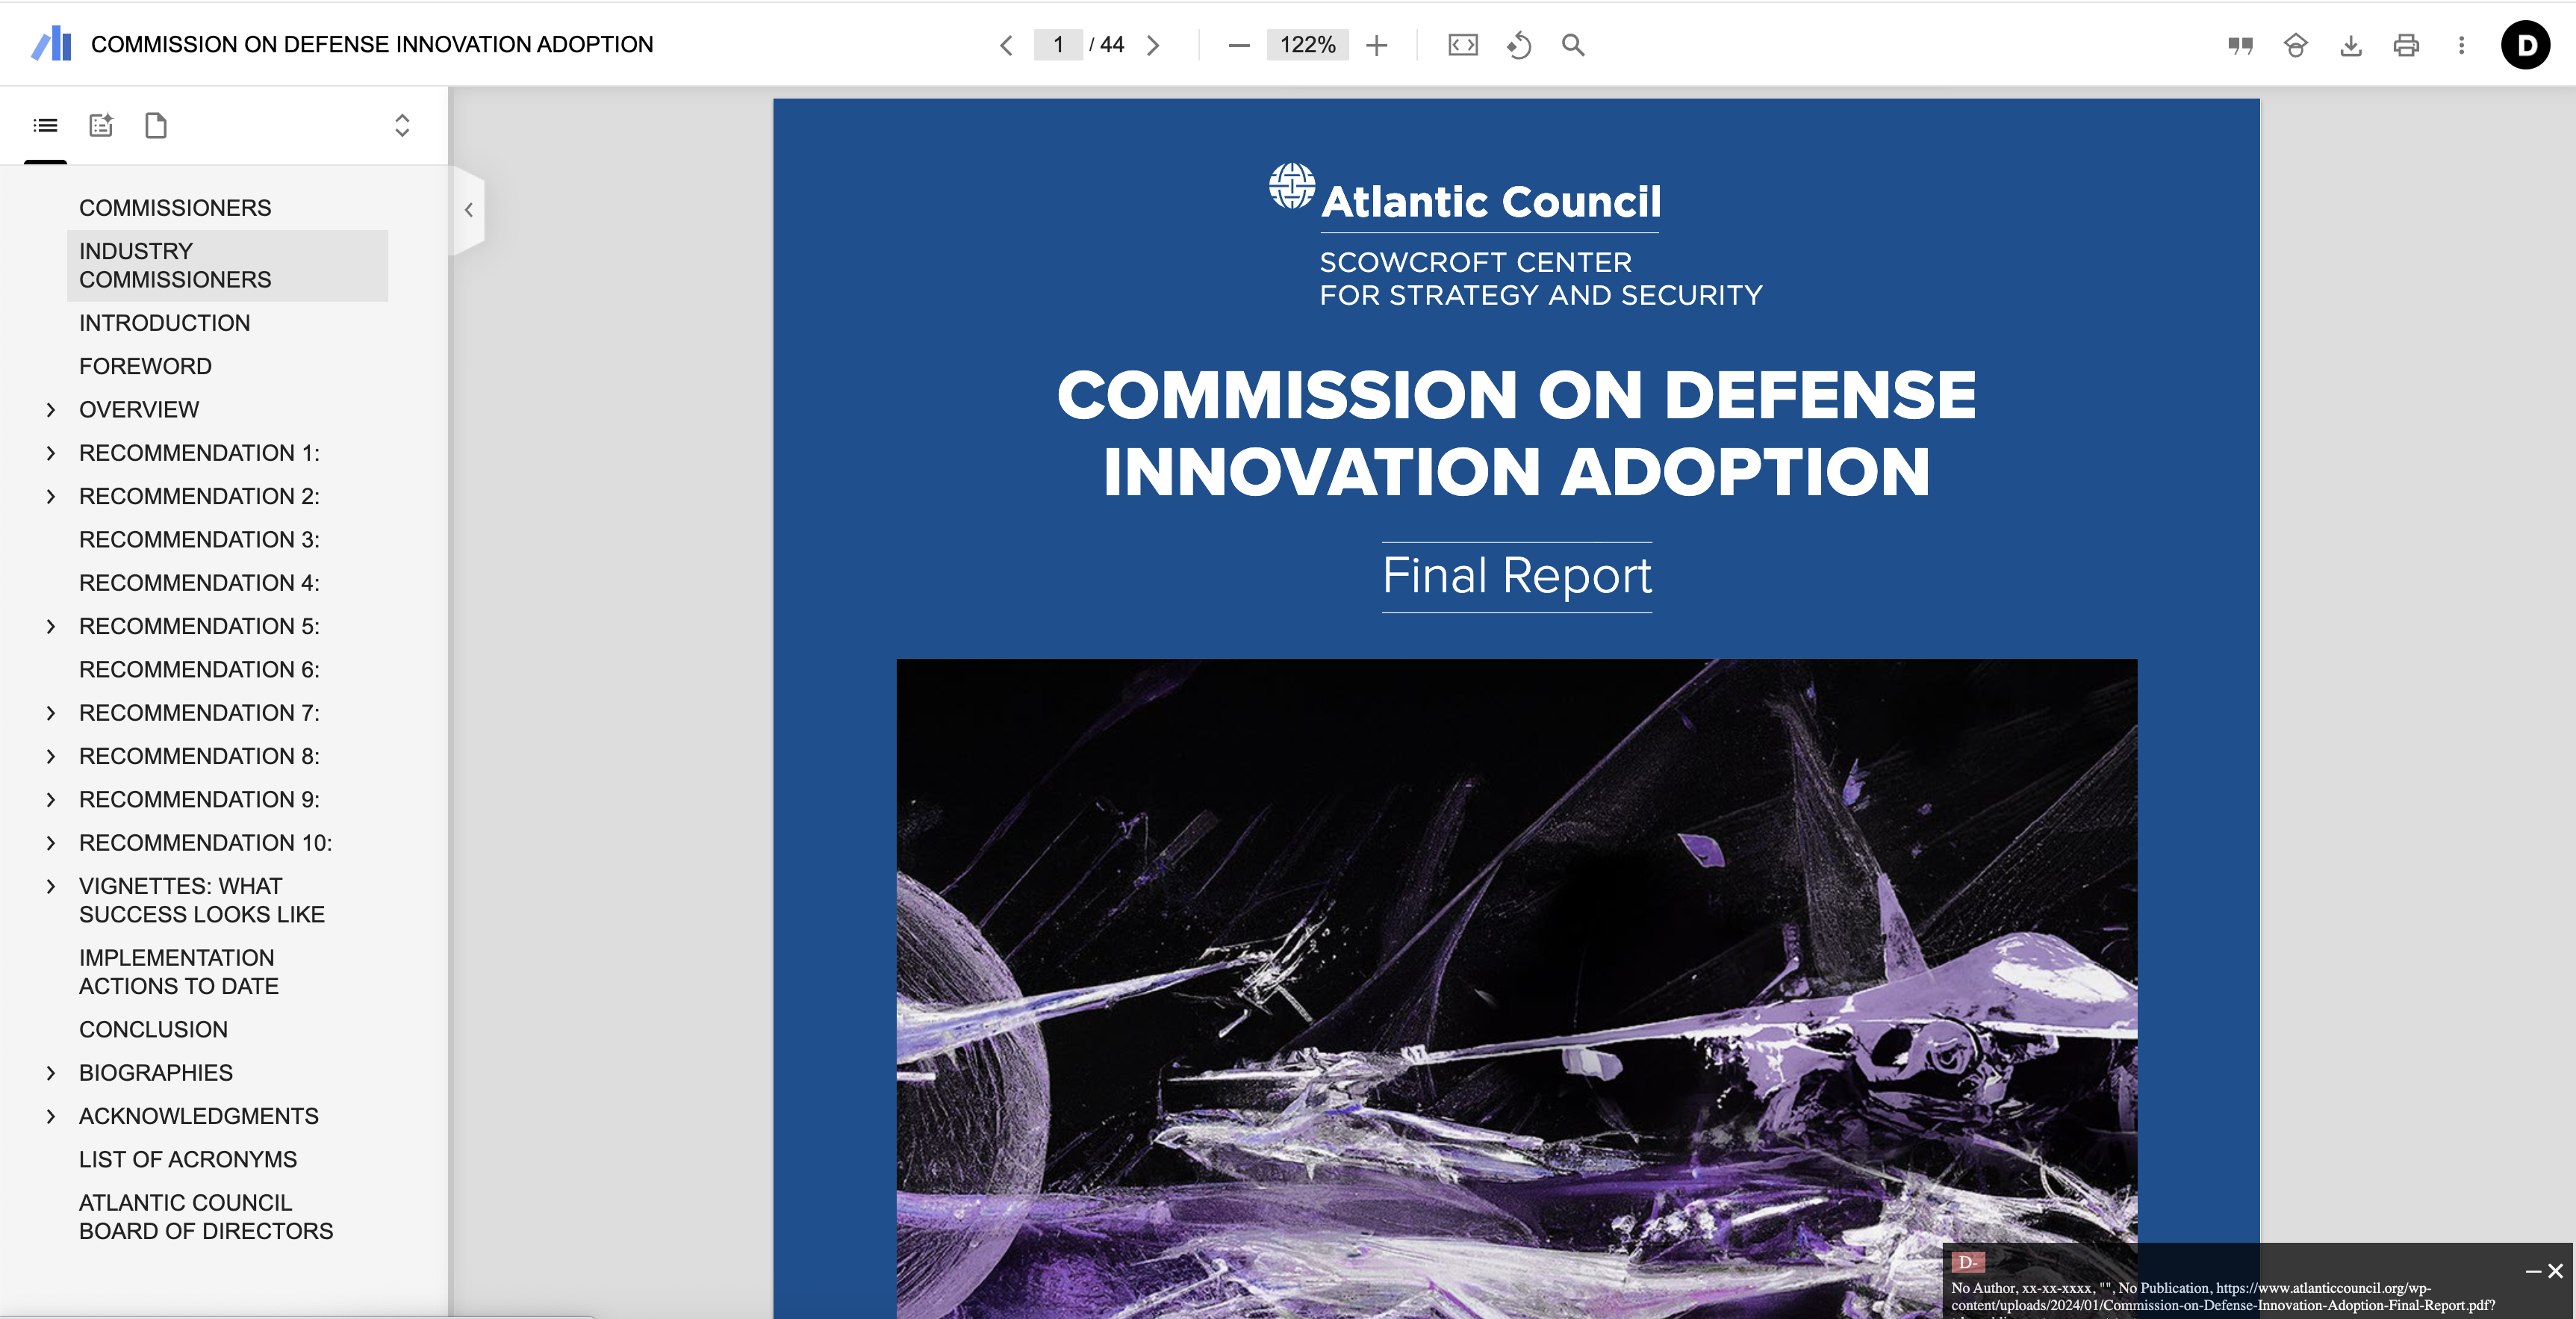 COMMISSION ON DEFENSE INNOVATION ADOPTION
1 / 44
122%
D
COMMISSIONERS
INDUSTRY
COMMISSIONERS
INTRODUCTION
FOREWORD
OVERVIEW
RECOMMENDATION 1:
RECOMMENDATION 2:
RECOMMENDATION 3:
RECOMMENDATION 4:
RECOMMENDATION 5:
RECOMMENDATION 6:
RECOMMENDATION 7:
RECOMMENDATION 8:
RECOMMENDATION 9:
RECOMMENDATION 10:
VIGNETTES: WHAT
SUCCESS LOOKS LIKE
IMPLEMENTATION
ACTIONS TO DATE
CONCLUSION
BIOGRAPHIES
ACKNOWLEDGMENTS
LIST OF ACRONYMS
ATLANTIC COUNCIL
BOARD OF DIRECTORS
Atlantic Council
SCOWCROFT CENTER
FOR STRATEGY AND SECURITY
COMMISSION ON DEFENSE
INNOVATION ADOPTION
Final Report
D-
No Author, xx-xx-xxxx, "", No Publication, https://www.atlanticcouncil.org/wp-
content/uploads/2024/01/Commission-on-Defense-Innovation-Adoption-Final-Report.pdf?